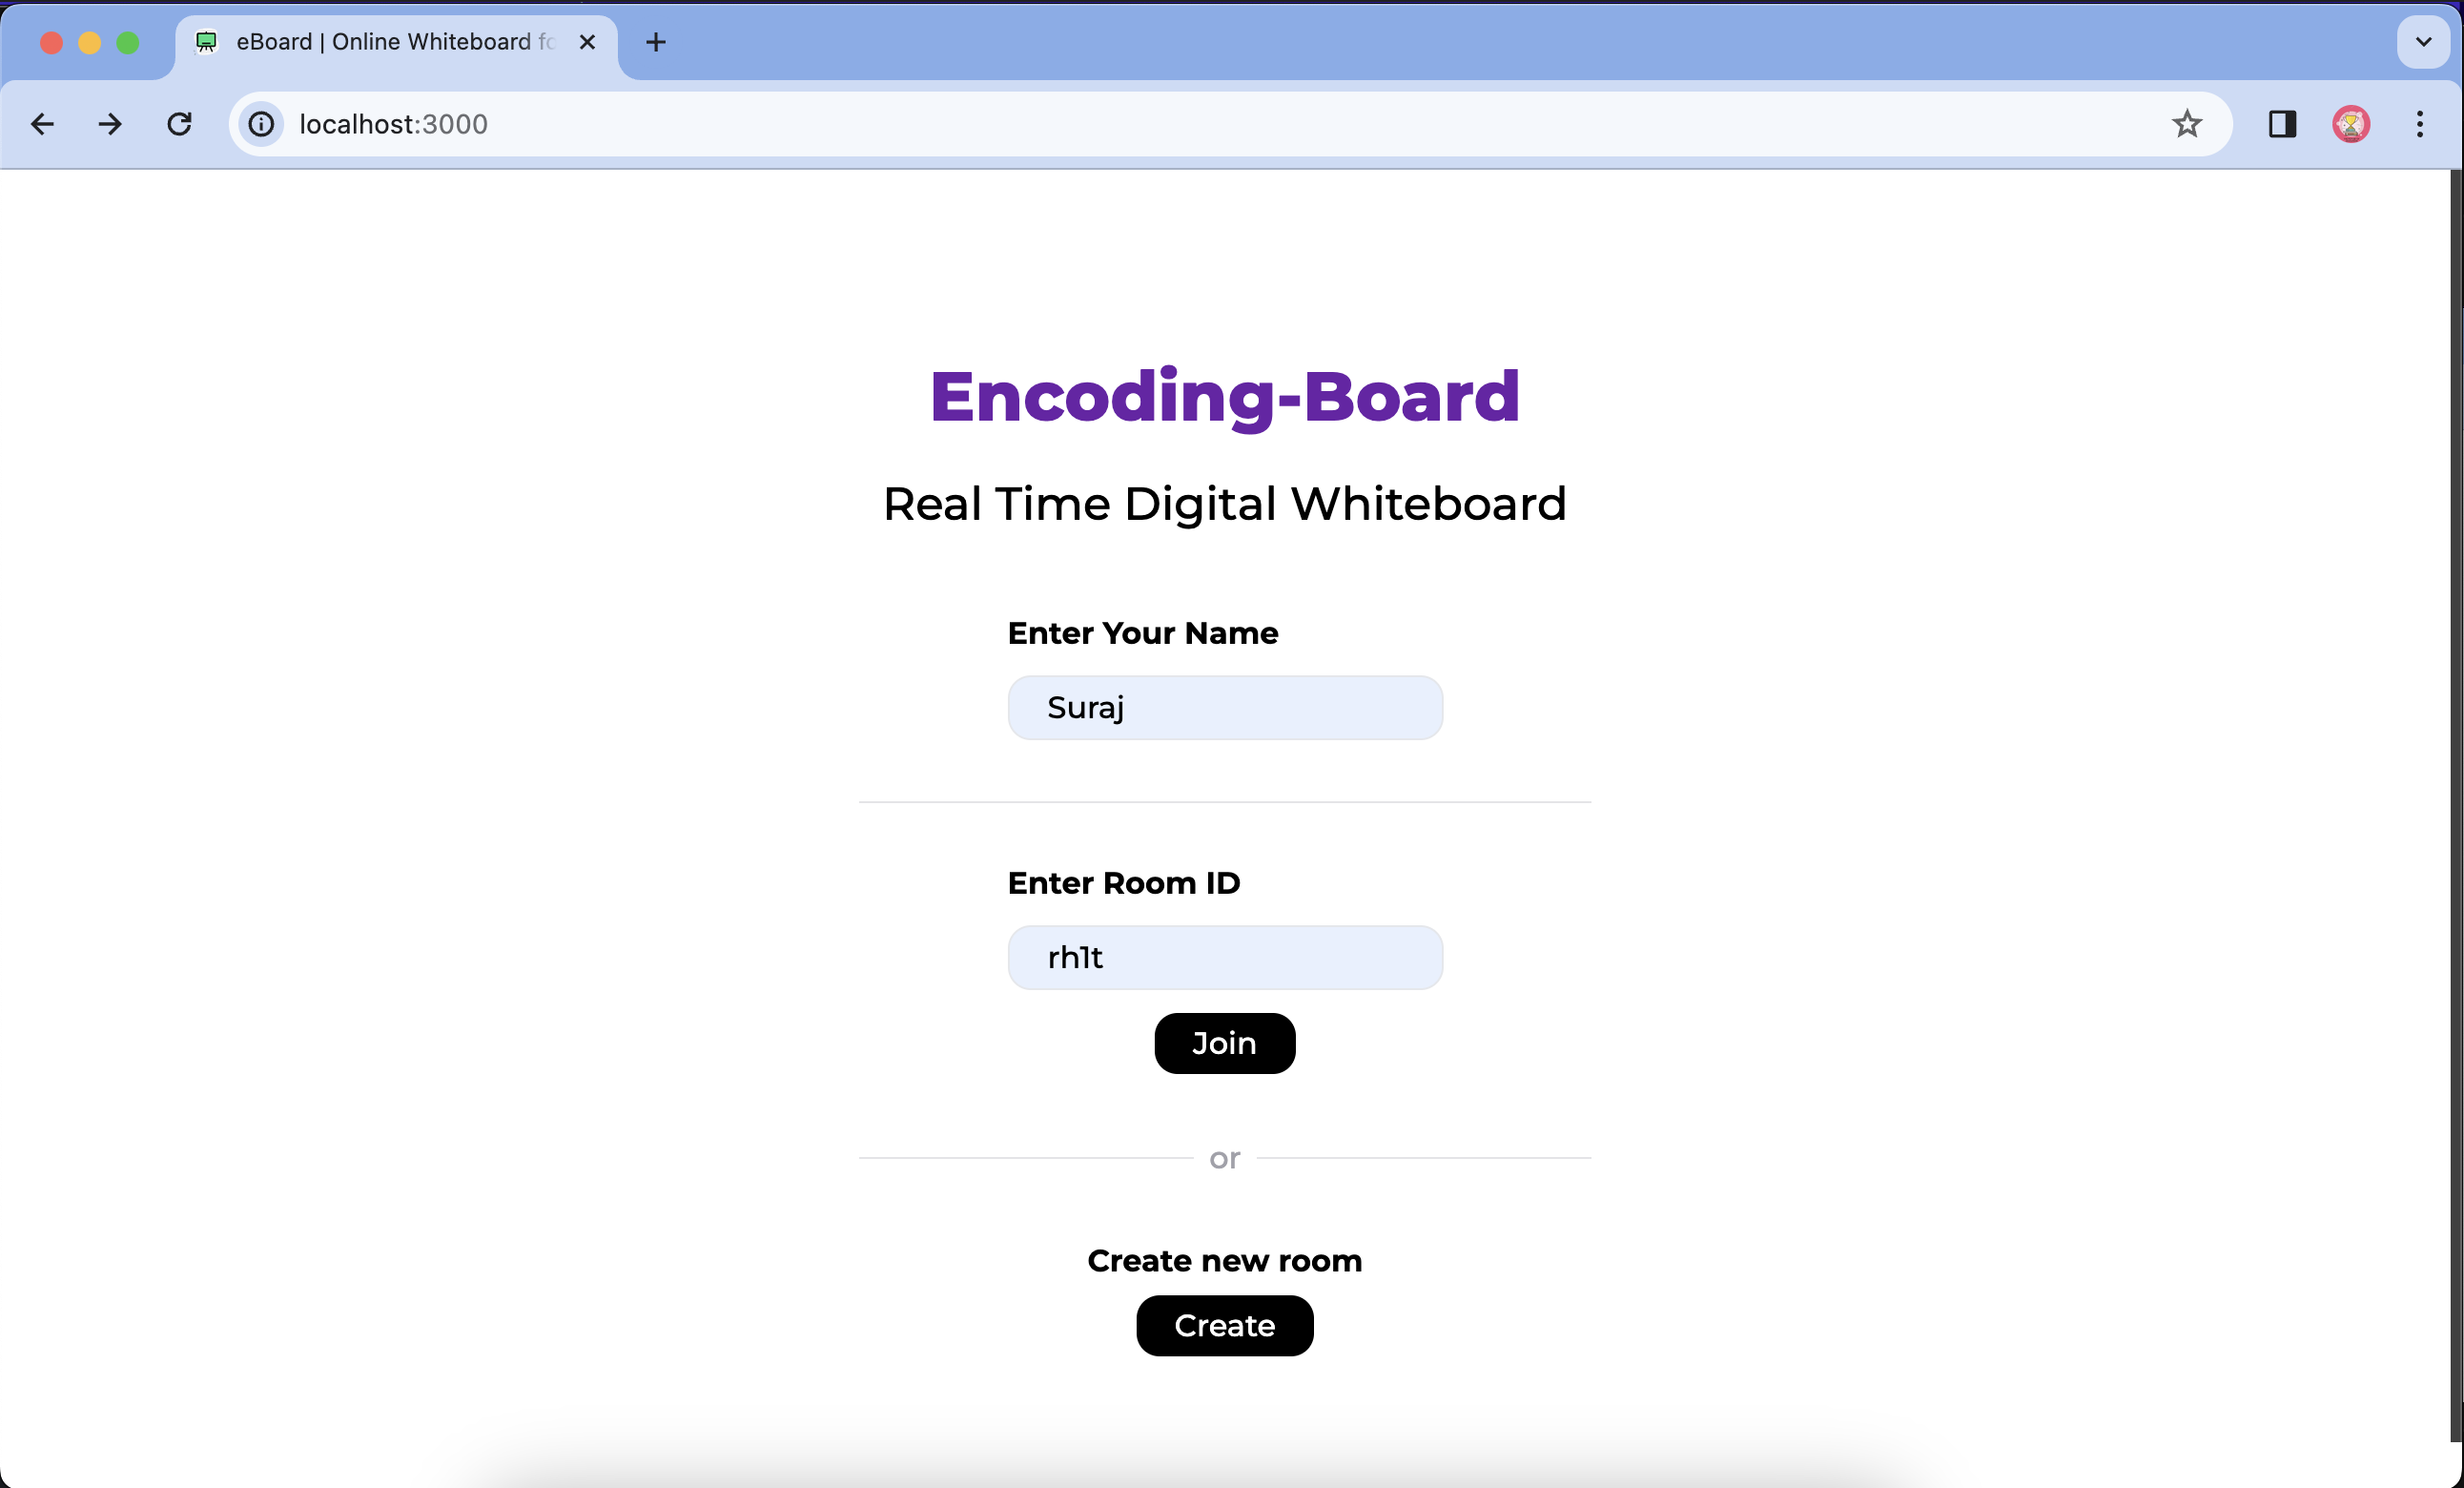 eBoard | Online Whiteboard fo
localhost:3000
Encoding-Board
Real Time Digital Whiteboard
Enter Your Name
Suraj
Enter Room ID
rh1t
Join
or
Create new room
Create